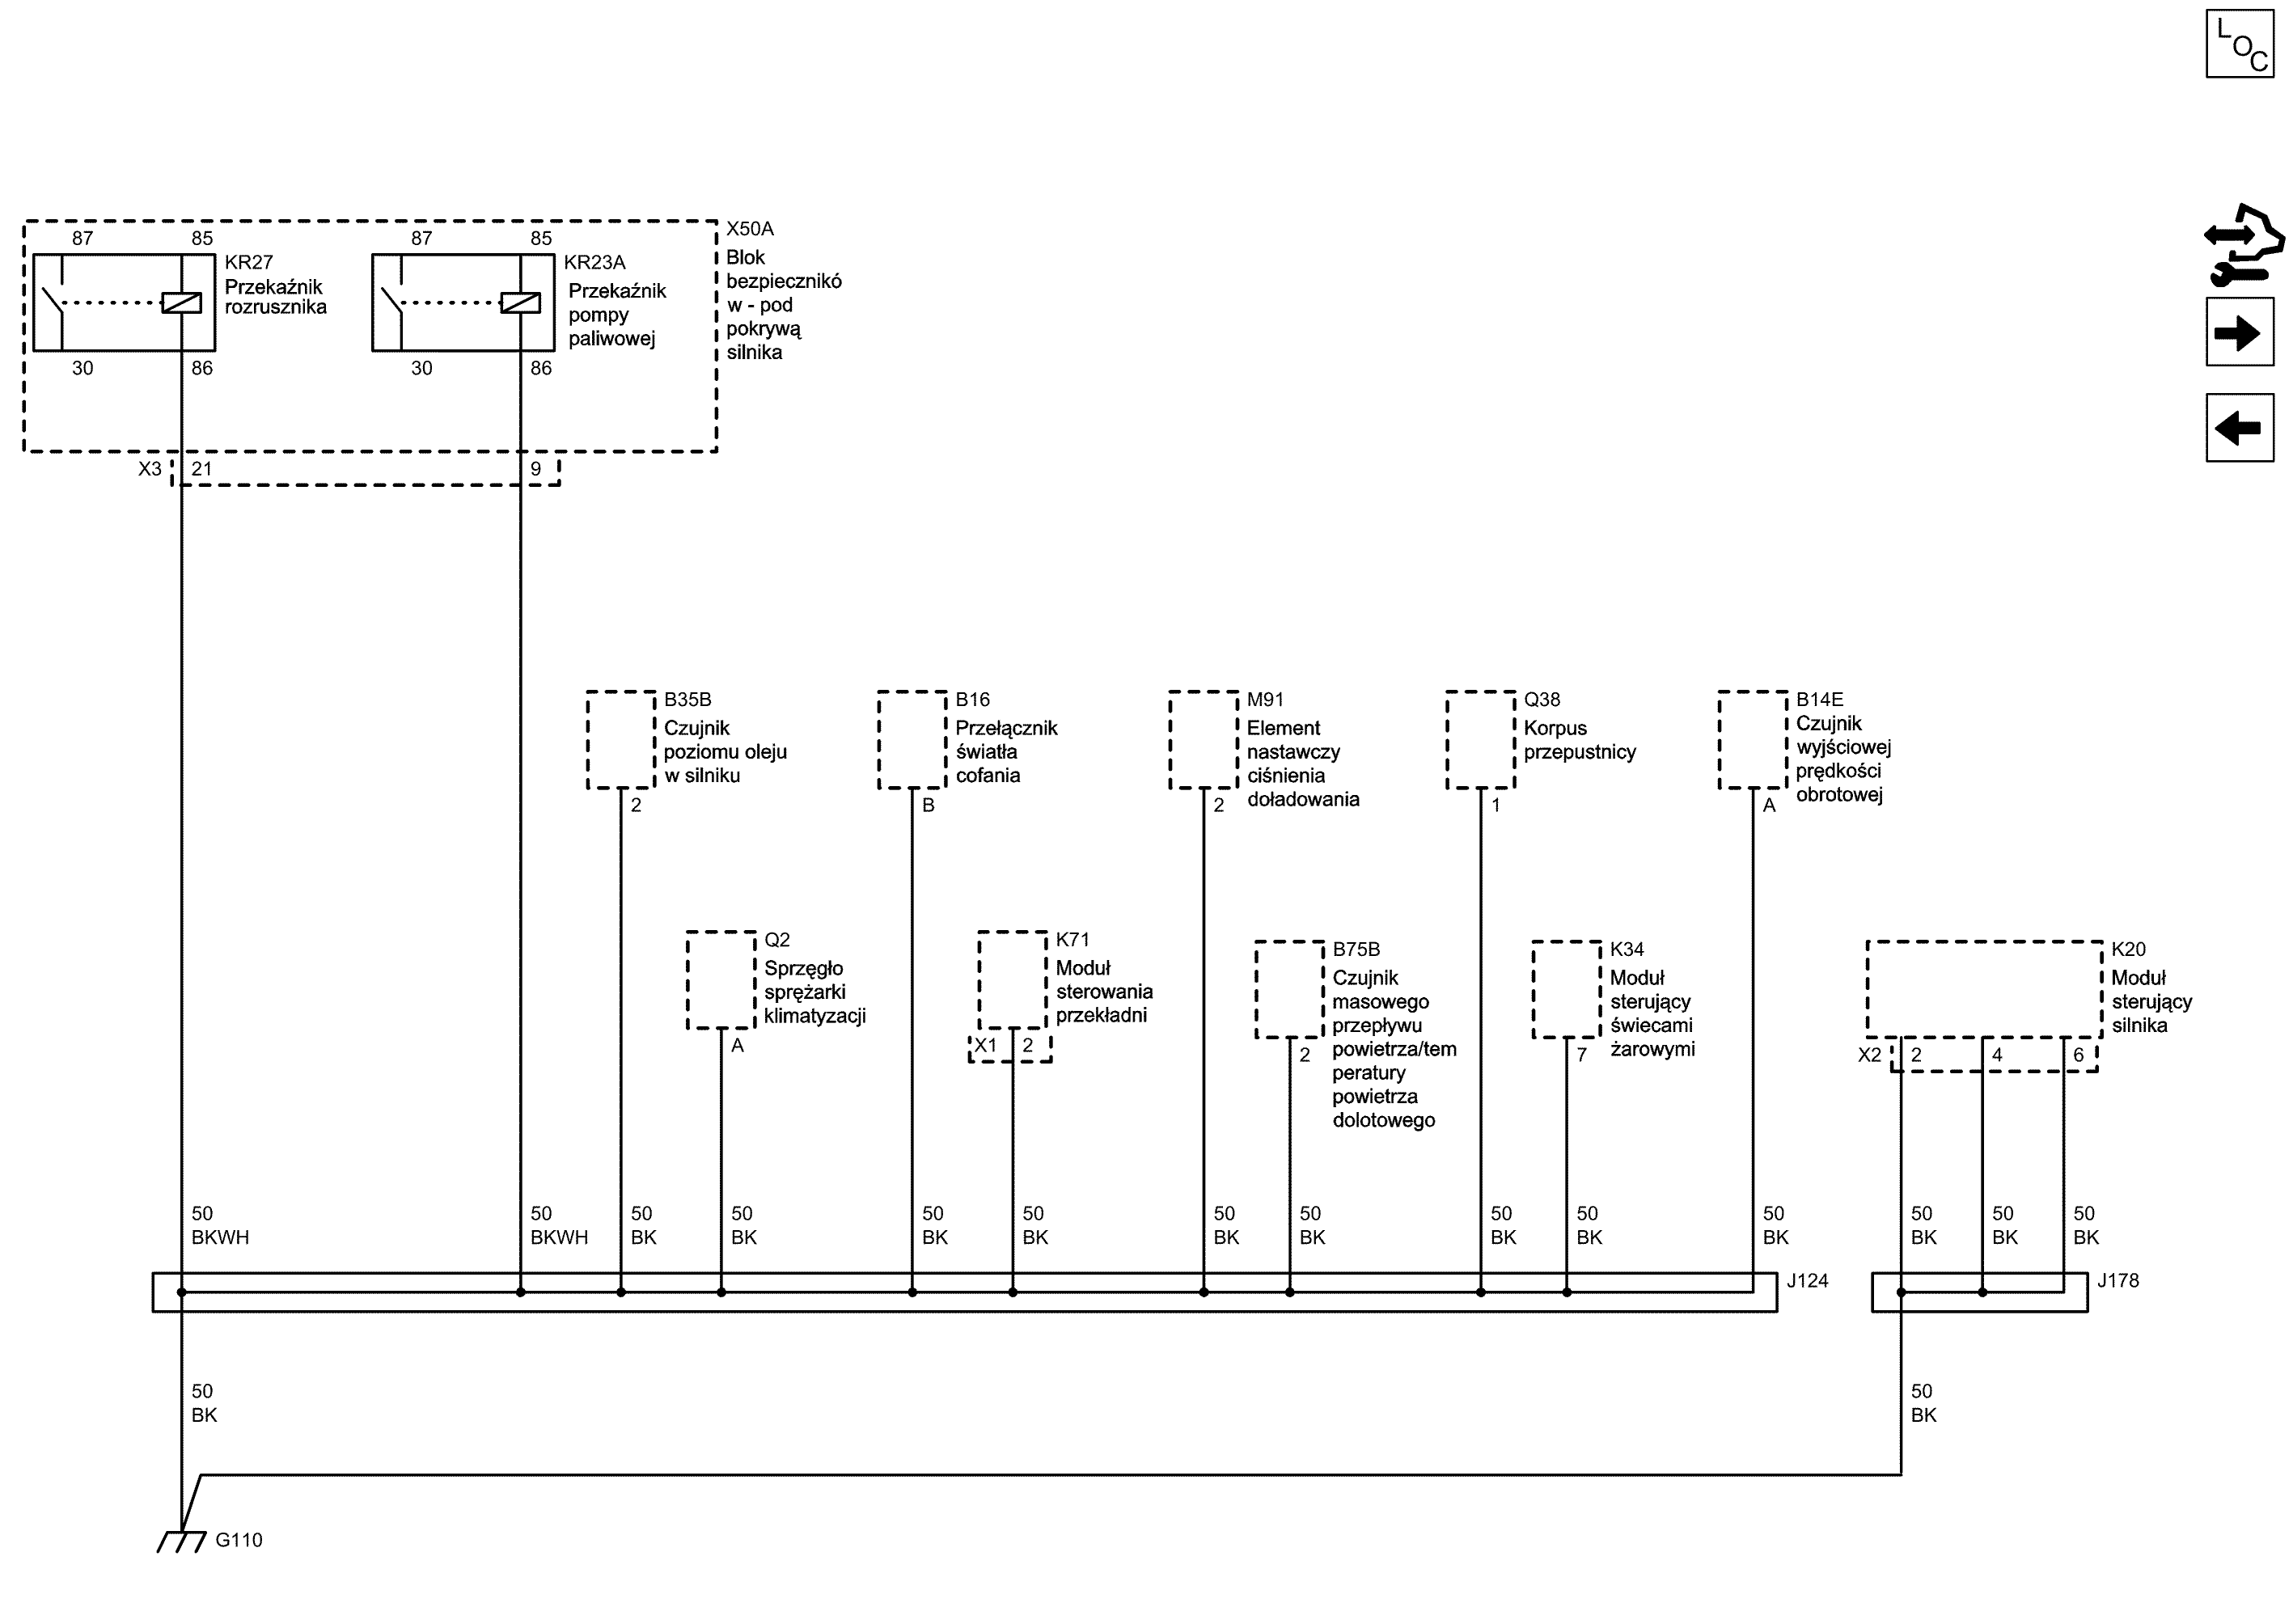 LOC
X50A
Blok
bezpiecznikó
w - pod
pokrywą
silnika
87
85
KR27
Przekaźnik
rozrusznika
30
86
87
85
KR23A
Przekaźnik
pompy
paliwowej
30
86
X3
21
9
B35B
Czujnik
poziomu oleju
w silniku
2
B16
Przełącznik
światła
cofania
B
M91
Element
nastawczy
ciśnienia
doładowania
2
Q38
Korpus
przepustnicy
1
B14E
Czujnik
wyjściowej
prędkości
obrotowej
A
Q2
Sprzęgło
sprężarki
klimatyzacji
A
K71
Moduł
sterowania
przekładni
X1
2
B75B
Czujnik
masowego
przepływu
powietrza/tem
peratury
powietrza
dolotowego
2
K34
Moduł
sterujący
świecami
żarowymi
7
K20
Moduł
sterujący
silnika
X2
2
4
6
50
BKWH
50
BKWH
50
BK
50
BK
50
BK
50
BK
50
BK
50
BK
50
BK
50
BK
50
BK
50
BK
50
BK
50
BK
J124
J178
50
BK
50
BK
G110